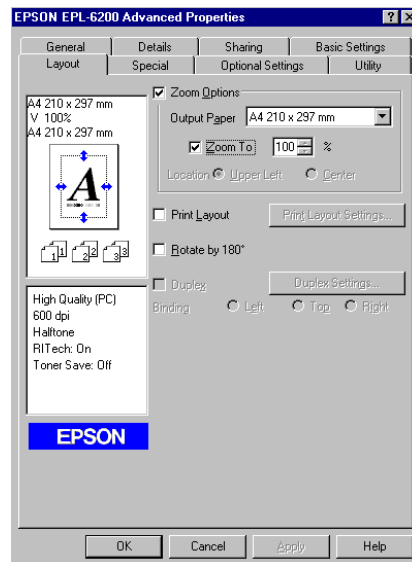 EPSON EPL-6200 Advanced Properties
General Details Sharing Basic Settings
Layout Special Optional Settings Utility
A4 210 x 297 mm
V 100%
A4 210 x 297 mm
A
1 1 2 2 3 3
High Quality (PC)
600 dpi
Halftone
RITech: On
Toner Save: Off
EPSON
Zoom Options
Output Paper A4 210 x 297 mm
Zoom To 100 %
Location Upper Left Center
Print Layout Print Layout Settings...
Rotate by 180°
Duplex Duplex Settings...
Binding Left Top Right
OK Cancel Apply Help